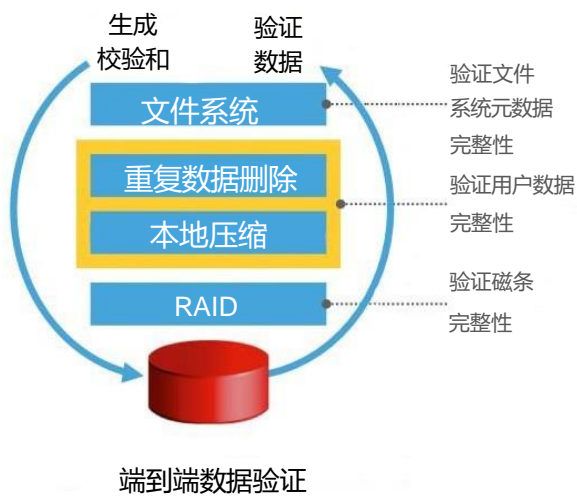 生成
校验和
验证
数据
文件系统
重复数据删除
本地压缩
RAID
验证文件
系统元数据
完整性
验证用户数据
完整性
验证磁条
完整性
端到端数据验证